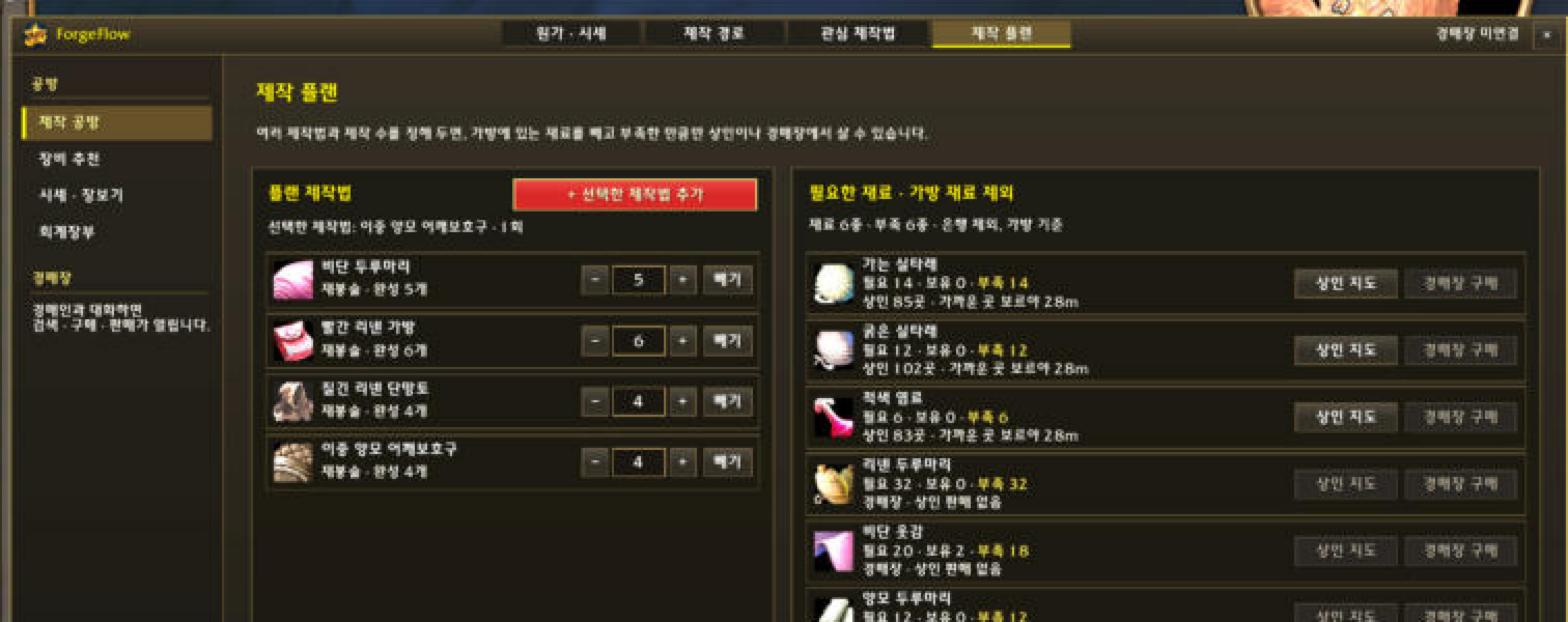 ForgeFlow
원가 · 시세
제작 경로
관심 제작법
제작 플랜
경매장 미연결
×
공방
제작 공방
장비 추천
시세 · 장보기
회계장부
경매장
경매인과 대화하면
검색 · 구매 · 판매가 열립니다.
제작 플랜
여러 제작법과 제작 수를 정해 두면, 가방에 있는 재료를 빼고 부족한 만큼만 상인이나 경매장에서 살 수 있습니다.
플랜 제작법
+ 선택한 제작법 추가
선택한 제작법: 이중 양모 어깨보호구 · 1회
비단 두루마리
재봉술 · 완성 5개
- 5 + 빼기
빨간 리넨 가방
재봉술 · 완성 6개
- 6 + 빼기
질긴 리넨 단망토
재봉술 · 완성 4개
- 4 + 빼기
이중 양모 어깨보호구
재봉술 · 완성 4개
- 4 + 빼기
필요한 재료 · 가방 재료 제외
재료 6종 · 부족 6종 · 은행 제외, 가방 기준
가는 실타래
필요 14 · 보유 0 · 부족 14
상인 85곳 · 가까운 곳 보르야 28m
상인 지도
경매장 구매
굵은 실타래
필요 12 · 보유 0 · 부족 12
상인 102곳 · 가까운 곳 보르야 28m
상인 지도
경매장 구매
적색 염료
필요 6 · 보유 0 · 부족 6
상인 83곳 · 가까운 곳 보르야 28m
상인 지도
경매장 구매
리넨 두루마리
필요 32 · 보유 0 · 부족 32
경매장 · 상인 판매 없음
상인 지도
경매장 구매
비단 옷감
필요 20 · 보유 2 · 부족 18
경매장 · 상인 판매 없음
상인 지도
경매장 구매
양모 두루마리
필요 12 · 보유 0 · 부족 12
상인 지도
경매장 구매